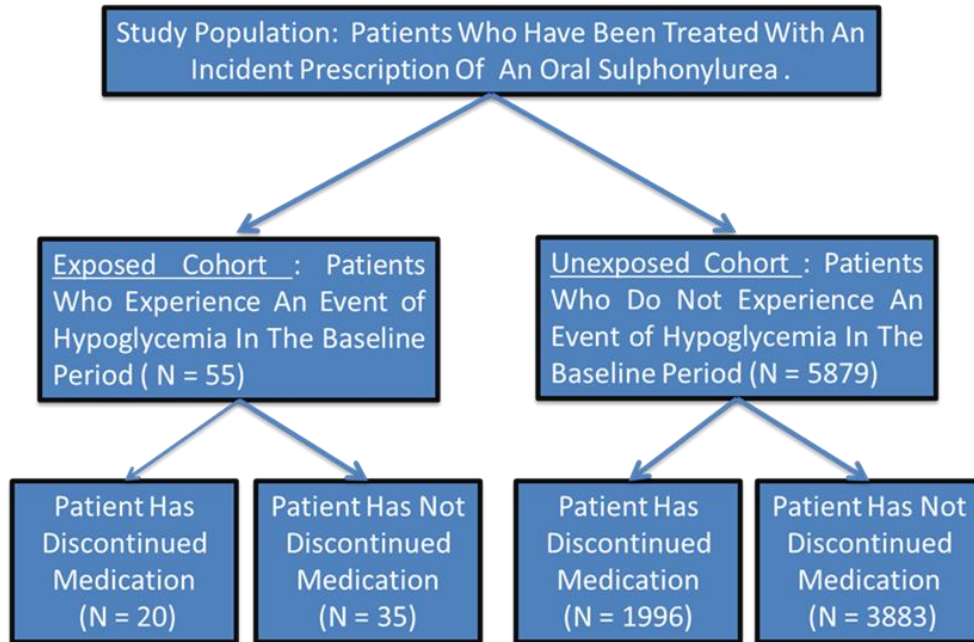 Study Population: Patients Who Have Been Treated With An
Incident Prescription Of An Oral Sulphonylurea .
Exposed Cohort : Patients
Who Experience An Event of
Hypoglycemia In The Baseline
Period ( N = 55)
Unexposed Cohort : Patients
Who Do Not Experience An
Event of Hypoglycemia In The
Baseline Period (N = 5879)
Patient Has
Discontinued
Medication
(N = 20)
Patient Has Not
Discontinued
Medication
(N = 35)
Patient Has
Discontinued
Medication
(N = 1996)
Patient Has Not
Discontinued
Medication
(N = 3883)